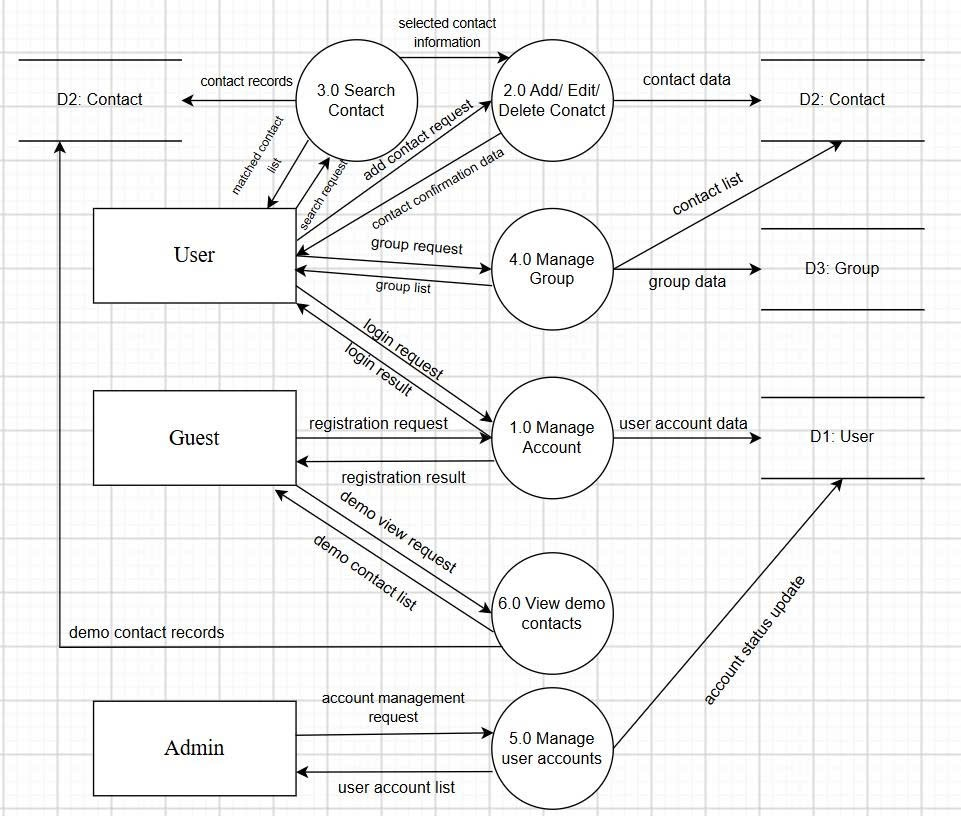 selected contact
information
contact records
D2: Contact
3.0 Search
Contact
2.0 Add/ Edit/
Delete Conatct
contact data
D2: Contact
matched contact
list
search request
add contact request
contact confirmation data
contact list
User
group request
group list
4.0 Manage
Group
group data
D3: Group
login request
login result
Guest
registration request
registration result
1.0 Manage
Account
user account data
D1: User
demo view request
demo contact list
6.0 View demo
contacts
demo contact records
account status update
account management
request
Admin
5.0 Manage
user accounts
user account list